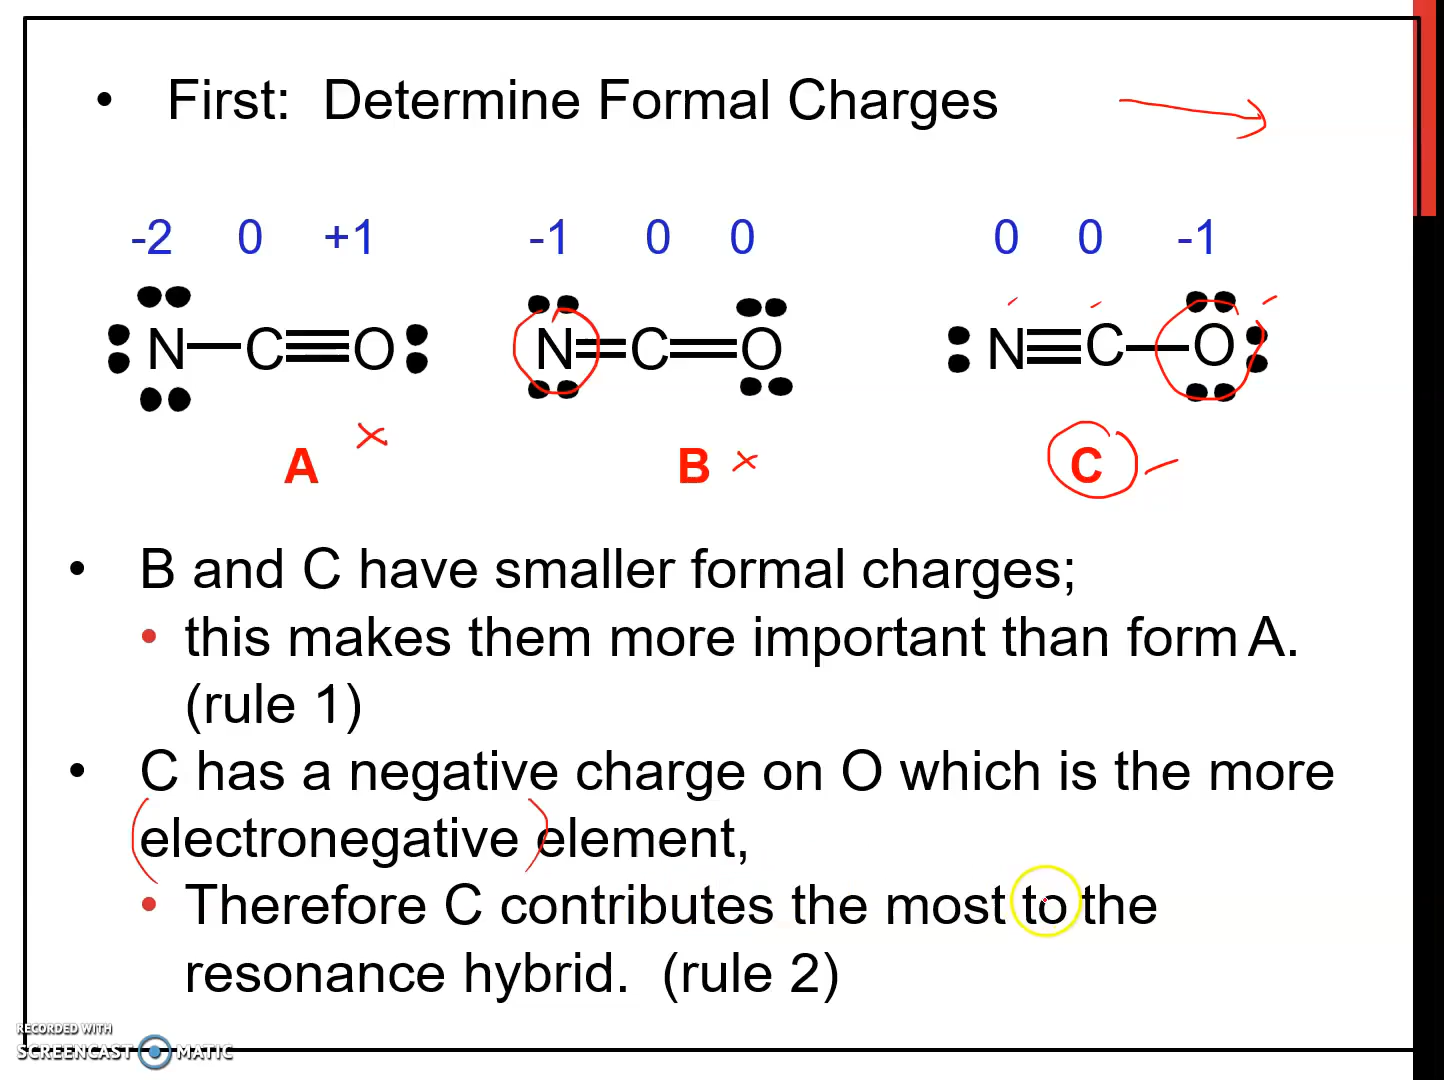 • First: Determine Formal Charges
-2 0 +1 -1 0 0 0 0 -1
N—C≡O N=C=O N≡C—O
A B C
• B and C have smaller formal charges;
• this makes them more important than form A.
(rule 1)
• C has a negative charge on O which is the more
electronegative element,
• Therefore C contributes the most to the
resonance hybrid. (rule 2)
RECORDED WITH
SCREENCAST MATIC